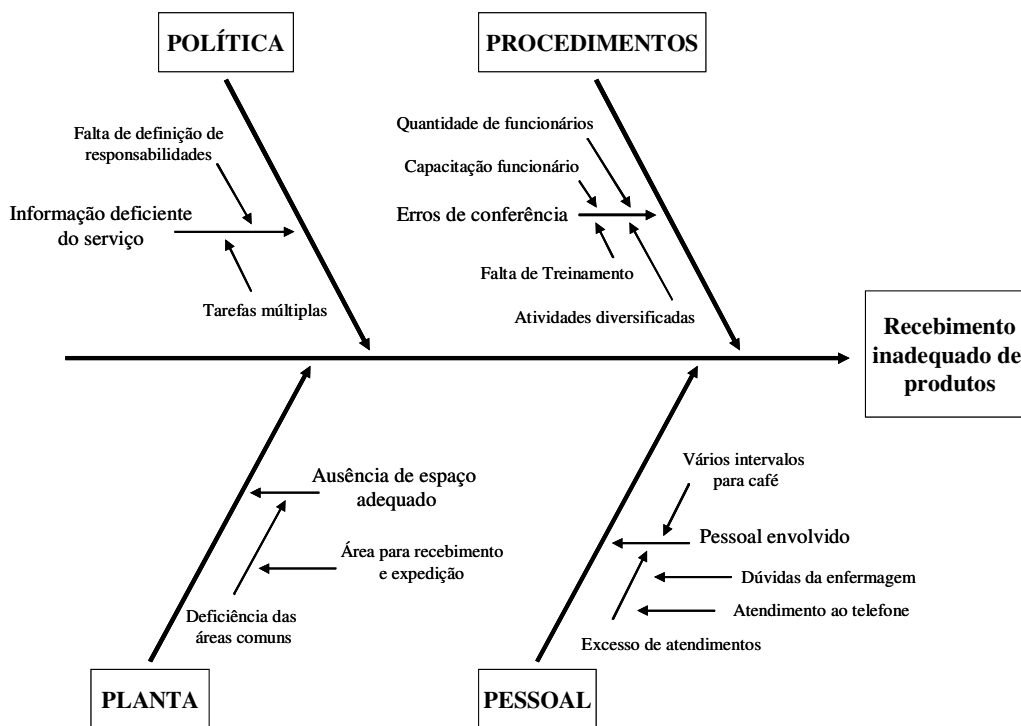 POLÍTICA
PROCEDIMENTOS
Falta de definição de
responsabilidades
Informação deficiente
do serviço
Tarefas múltiplas
Quantidade de funcionários
Capacitação funcionário
Erros de conferência
Falta de Treinamento
Atividades diversificadas
Recebimento
inadequado de
produtos
Ausência de espaço
adequado
Área para recebimento
e expedição
Deficiência das
áreas comuns
Vários intervalos
para café
Pessoal envolvido
Dúvidas da enfermagem
Atendimento ao telefone
Excesso de atendimentos
PLANTA
PESSOAL